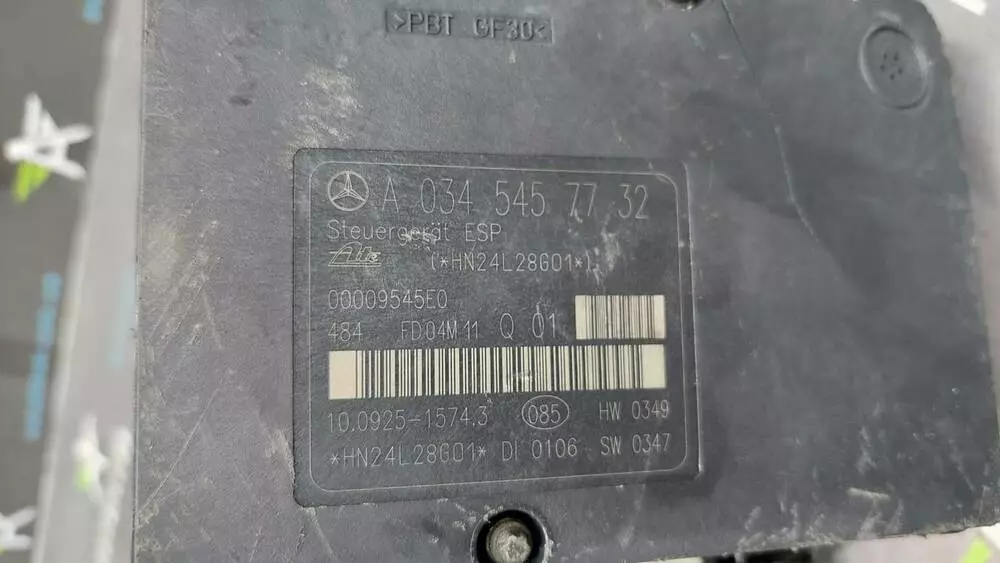 >PBT GF30<
A 034 545 77 32
Steuergerät ESP
Ate (*HN24L28G01*)
00009545E0
484 FD04M11 Q 01
10.0925-1574.3 085 HW 0349
*HN24L28G01* DI 0106 SW 0347